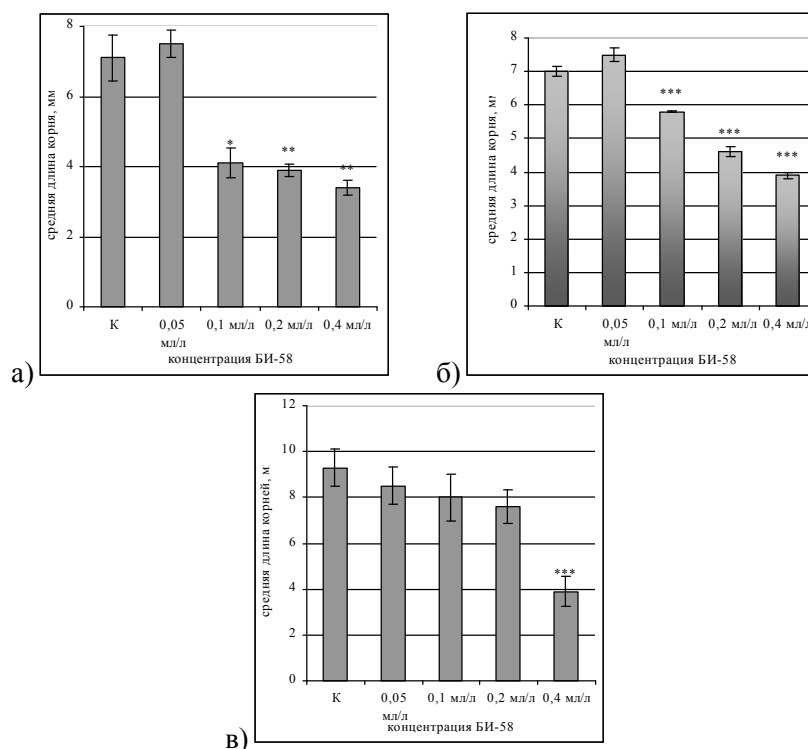 средняя длина корня, мм
8
6
4
2
0
*
**
**
К
0,05
мл/л
0,1 мл/л
0,2 мл/л
0,4 мл/л
концентрация БИ-58
а)
средняя длина корня, м
8
7
6
5
4
3
2
1
0
***
***
***
К
0,05
мл/л
0,1 мл/л
0,2 мл/л
0,4 мл/л
концентрация БИ-58
б)
средняя длина корней, м
12
10
8
6
4
2
0
***
К
0,05
мл/л
0,1 мл/л
0,2 мл/л
0,4 мл/л
концентрация БИ-58
в)